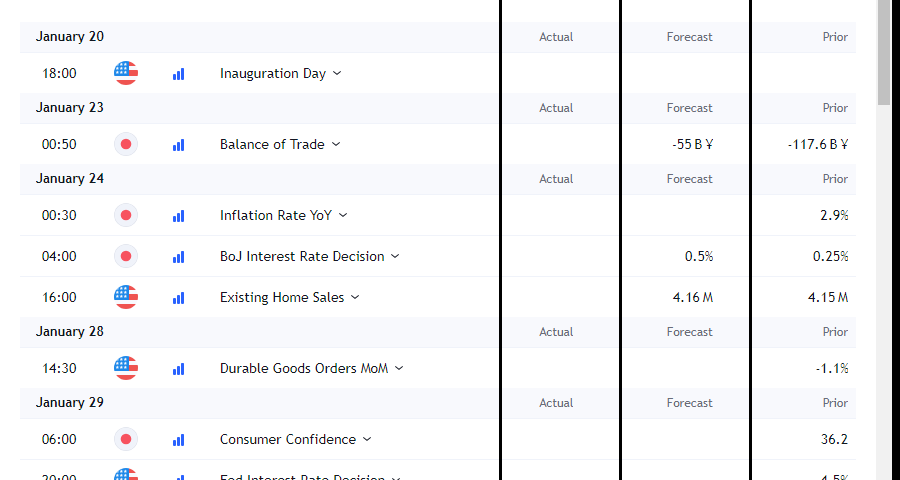 January 20 Actual Forecast Prior
18:00 Inauguration Day
January 23 Actual Forecast Prior
00:50 Balance of Trade -55 B ¥ -117.6 B ¥
January 24 Actual Forecast Prior
00:30 Inflation Rate YoY 2.9%
04:00 BoJ Interest Rate Decision 0.5% 0.25%
16:00 Existing Home Sales 4.16 M 4.15 M
January 28 Actual Forecast Prior
14:30 Durable Goods Orders MoM -1.1%
January 29 Actual Forecast Prior
06:00 Consumer Confidence 36.2
20:00 Fed Interest Rate Decision 4.5%